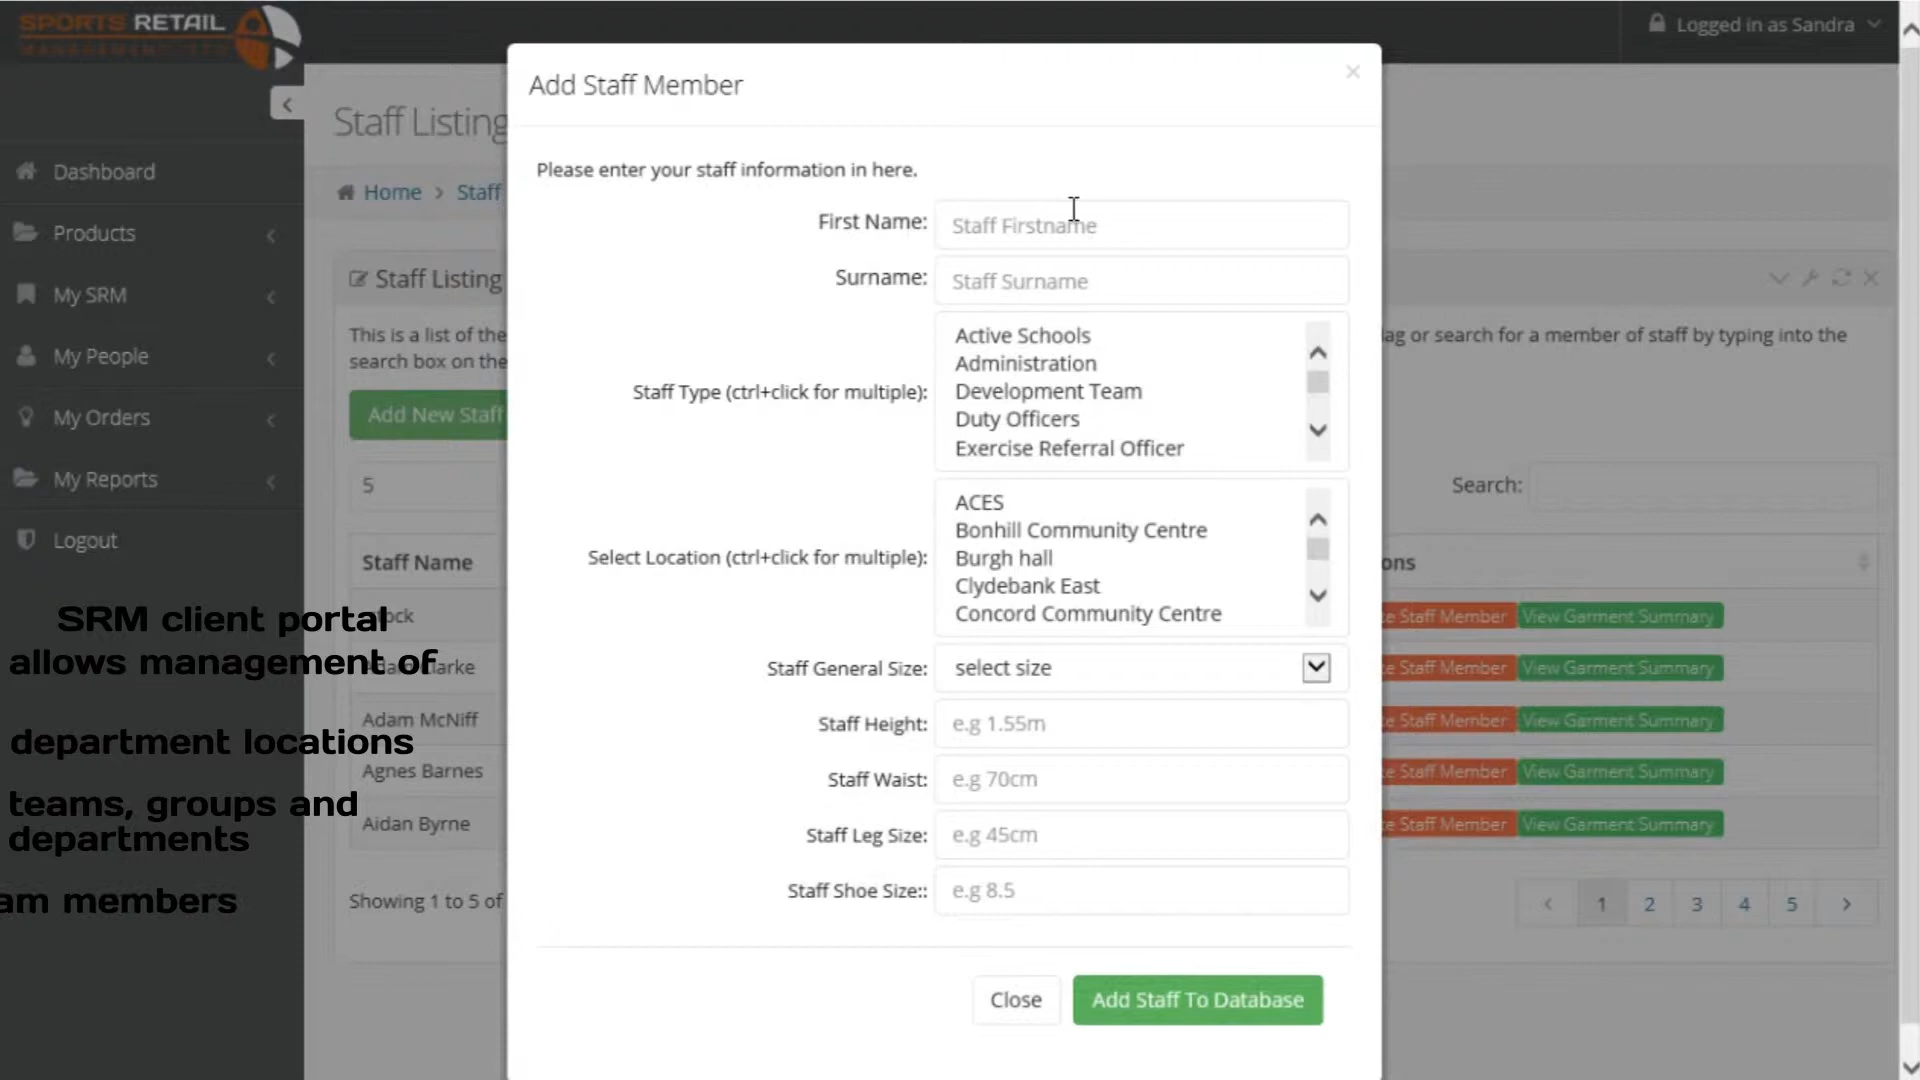 SPORTS RETAIL
MANAGEMENT LTD
Logged in as Sandra
Dashboard
Products
My SRM
My People
My Orders
My Reports
Logout
SRM client portal
allows management of
department locations
teams, groups and
departments
am members
Staff Listing
Home > Staff
Staff Listing
This is a list of the
search box on the
ag or search for a member of staff by typing into the
Add New Staff
5
Search:
Staff Name
ons
ock
Adam Clarke
Adam McNiff
Agnes Barnes
Aidan Byrne
e Staff Member View Garment Summary
e Staff Member View Garment Summary
e Staff Member View Garment Summary
e Staff Member View Garment Summary
e Staff Member View Garment Summary
Showing 1 to 5 of
< 1 2 3 4 5 >
Add Staff Member
×
Please enter your staff information in here.
First Name: Staff Firstname
Surname: Staff Surname
Staff Type (ctrl+click for multiple):
Active Schools
Administration
Development Team
Duty Officers
Exercise Referral Officer
Select Location (ctrl+click for multiple):
ACES
Bonhill Community Centre
Burgh hall
Clydebank East
Concord Community Centre
Staff General Size: select size
Staff Height: e.g 1.55m
Staff Waist: e.g 70cm
Staff Leg Size: e.g 45cm
Staff Shoe Size:: e.g 8.5
Close
Add Staff To Database